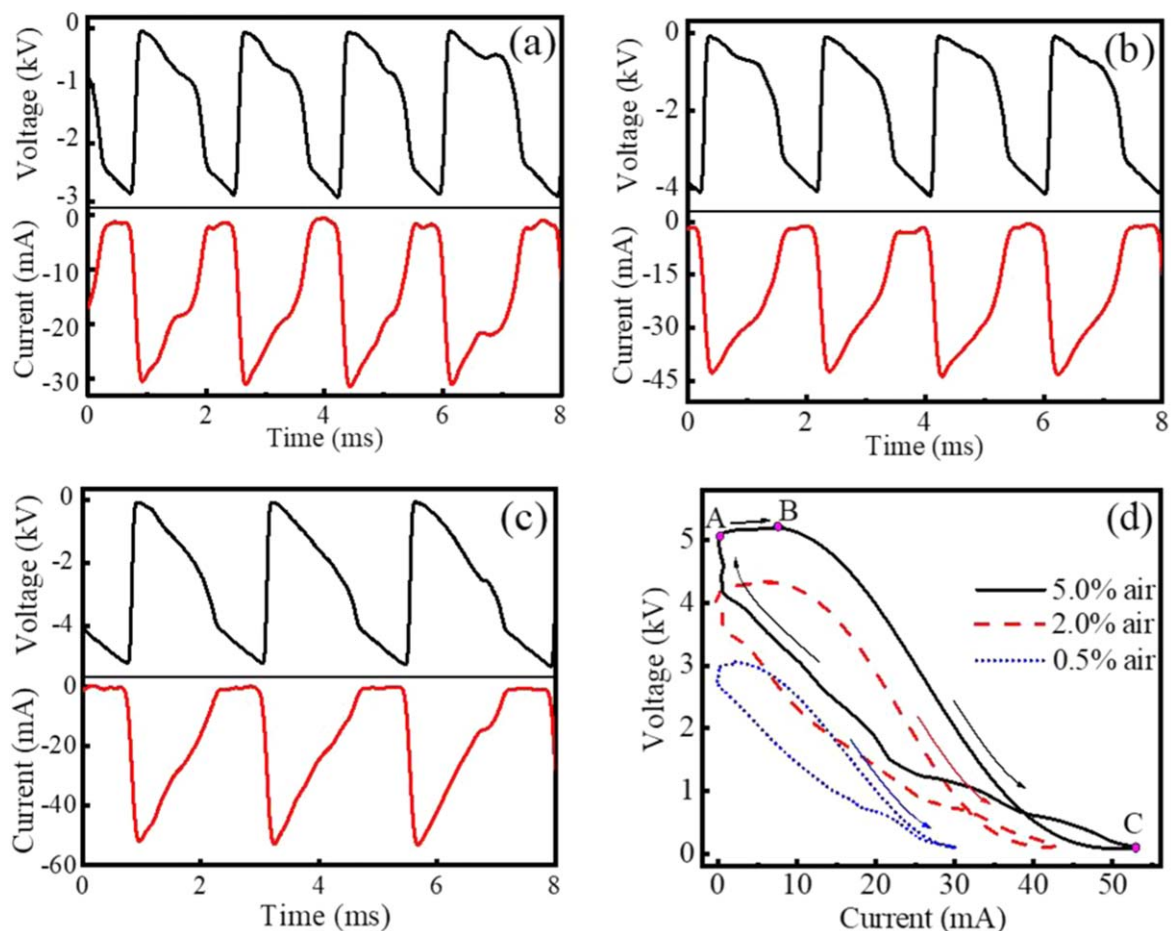 (a)
Voltage (kV)
0
-1
-2
-3
Current (mA)
0
-10
-20
-30
0 2 4 6 8
Time (ms)
(b)
Voltage (kV)
0
-2
-4
Current (mA)
0
-15
-30
-45
0 2 4 6 8
Time (ms)
(c)
Voltage (kV)
0
-2
-4
Current (mA)
0
-20
-40
-60
0 2 4 6 8
Time (ms)
(d)
A B
C
5.0% air
2.0% air
0.5% air
Voltage (kV)
5
4
3
2
1
0
0 10 20 30 40 50
Current (mA)